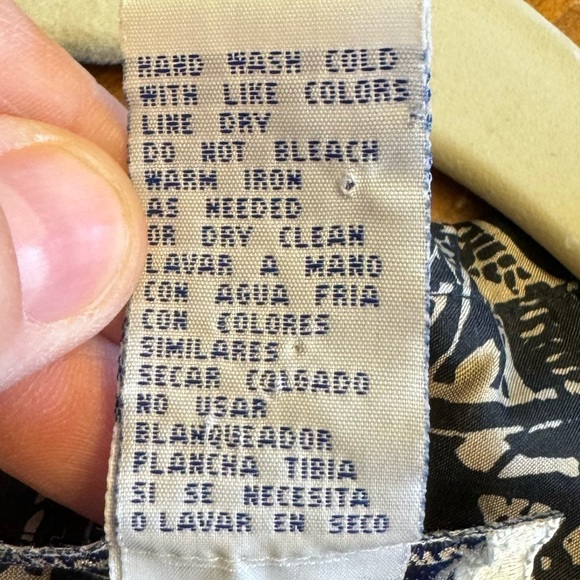 HAND WASH COLD
WITH LIKE COLORS
LINE DRY
DO NOT BLEACH
WARM IRON
AS NEEDED
OR DRY CLEAN
LAVAR A MANO
CON AGUA FRIA
CON COLORES
SIMILARES
SECAR COLGADO
NO USAR
BLANQUEADOR
PLANCHA TIBIA
SI SE NECESITA
O LAVAR EN SECO